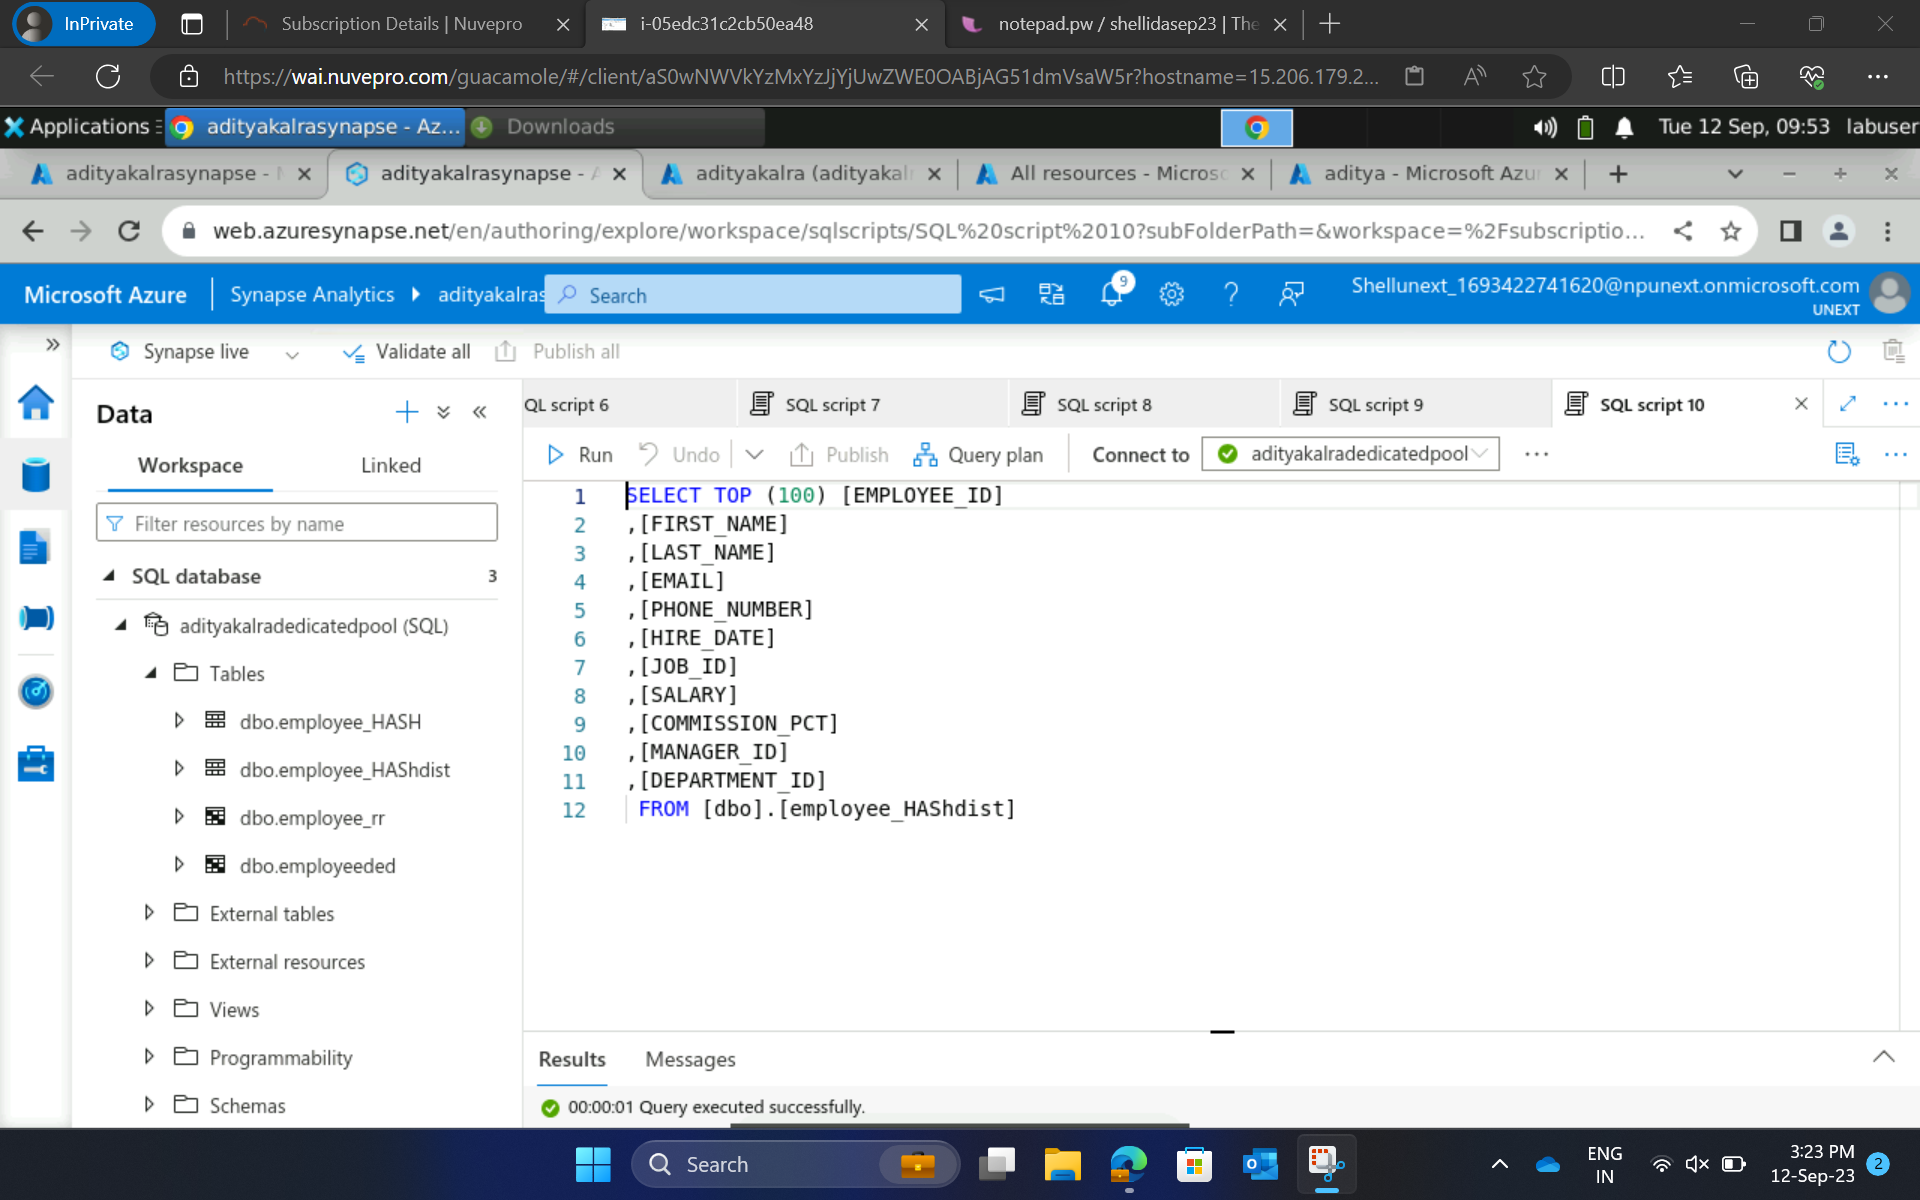 InPrivate
Subscription Details | Nuvepro
i-05edc31c2cb50ea48
notepad.pw / shellidasep23 | The
https://wai.nuvepro.com/guacamole/#/client/aS0wNWVkYzMxYzJjYjUwZWE0OABjAG51dmVsaW5r?hostname=15.206.179.2...
Applications
adityakalrasynapse - Az...
Downloads
Tue 12 Sep, 09:53
labuser
adityakalrasynapse -
adityakalrasynapse -
adityakalra (adityakal
All resources - Micros
aditya - Microsoft Azu
web.azuresynapse.net/en/authoring/explore/workspace/sqlscripts/SQL%20script%2010?subFolderPath=&workspace=%2Fsubscriptio...
Microsoft Azure
Synapse Analytics
adityakalras
Search
9
Shellunext_1693422741620@npunext.onmicrosoft.com
UNEXT
Synapse live
Validate all
Publish all
Data
QL script 6
SQL script 7
SQL script 8
SQL script 9
SQL script 10
Workspace
Linked
Run
Undo
Publish
Query plan
Connect to
adityakalradedicatedpool
Filter resources by name
SQL database
3
adityakalradedicatedpool (SQL)
Tables
dbo.employee_HASH
dbo.employee_HAShdist
dbo.employee_rr
dbo.employeeded
External tables
External resources
Views
Programmability
Schemas
1 SELECT TOP (100) [EMPLOYEE_ID]
2 ,[FIRST_NAME]
3 ,[LAST_NAME]
4 ,[EMAIL]
5 ,[PHONE_NUMBER]
6 ,[HIRE_DATE]
7 ,[JOB_ID]
8 ,[SALARY]
9 ,[COMMISSION_PCT]
10 ,[MANAGER_ID]
11 ,[DEPARTMENT_ID]
12 FROM [dbo].[employee_HAShdist]
Results
Messages
00:00:01 Query executed successfully.
Search
ENG
IN
3:23 PM
12-Sep-23
2